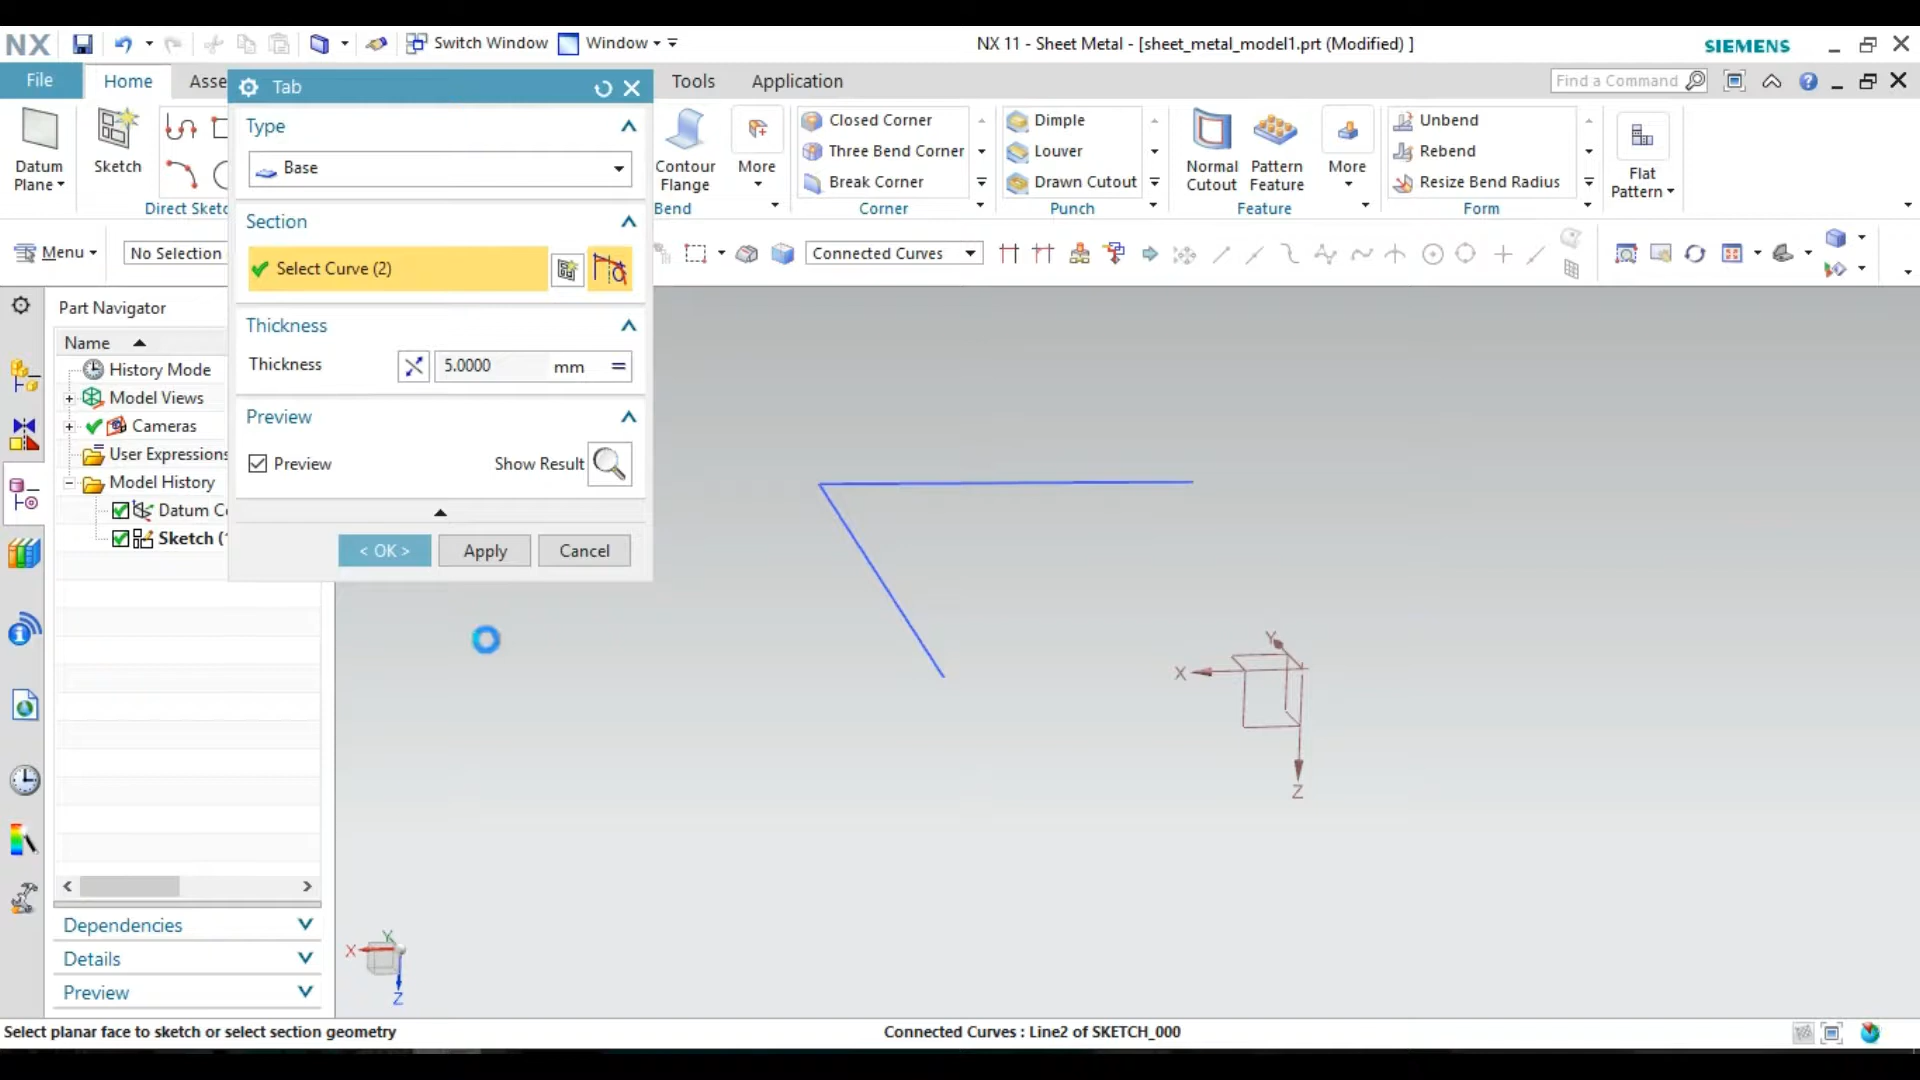 NX
Switch Window
Window
NX 11 - Sheet Metal - [sheet_metal_model1.prt (Modified) ]
SIEMENS
File
Home
Asse
Tab
Tools
Application
Find a Command
Datum
Plane
Sketch
Direct Sketc
Type
Base
Contour
Flange
More
Bend
Closed Corner
Three Bend Corner
Break Corner
Corner
Dimple
Louver
Drawn Cutout
Punch
Normal
Cutout
Pattern
Feature
More
Feature
Unbend
Rebend
Resize Bend Radius
Form
Flat
Pattern
Menu
No Selection
Section
Select Curve (2)
Connected Curves
Part Navigator
Name
History Mode
Model Views
Cameras
User Expressions
Model History
Datum C
Sketch (
Thickness
Thickness
5.0000
mm
=
Preview
Preview
Show Result
< OK >
Apply
Cancel
Y
X
Z
Dependencies
Details
Preview
Y
X
Z
Select planar face to sketch or select section geometry
Connected Curves : Line2 of SKETCH_000